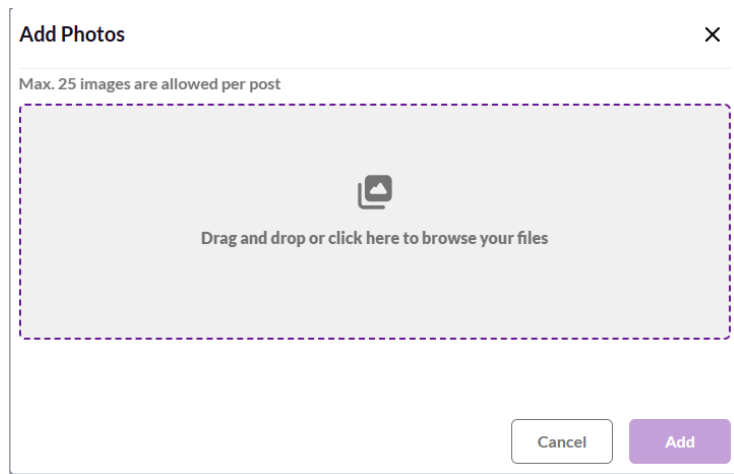 Add Photos
Max. 25 images are allowed per post
Drag and drop or click here to browse your files
Cancel
Add